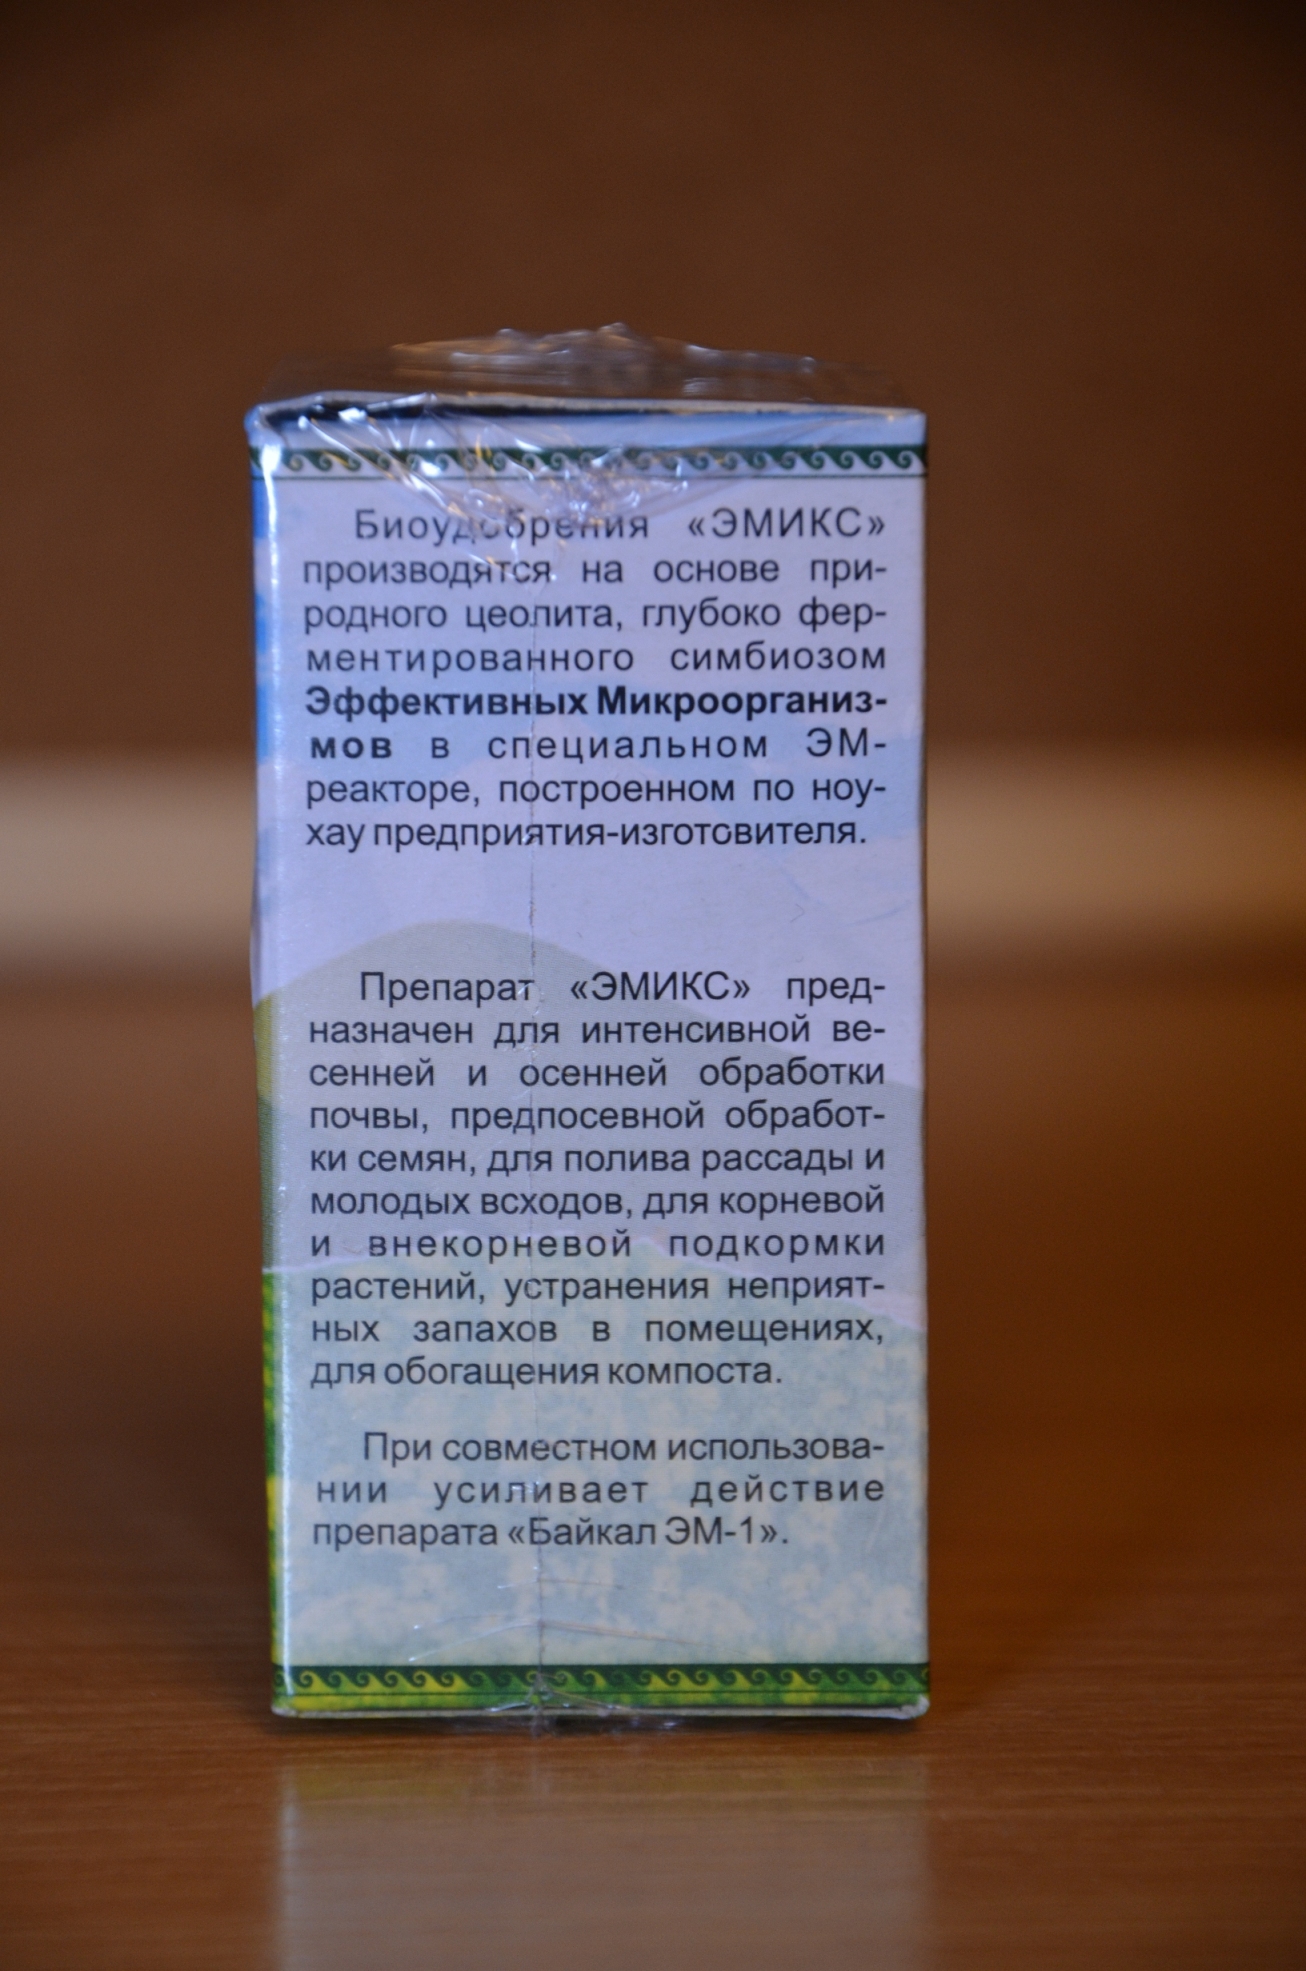 Биоудобрения «ЭМИКС»
производятся на основе при-
родного цеолита, глубоко фер-
ментированного симбиозом
Эффективных Микроорганиз-
мов в специальном ЭМ-
реакторе, построенном по ноу-
хау предприятия-изготовителя.
Препарат «ЭМИКС» пред-
назначен для интенсивной ве-
сенней и осенней обработки
почвы, предпосевной обработ-
ки семян, для полива рассады и
молодых всходов, для корневой
и внекорневой подкормки
растений, устранения неприят-
ных запахов в помещениях,
для обогащения компоста.
При совместном использова-
нии усиливает действие
препарата «Байкал ЭМ-1».